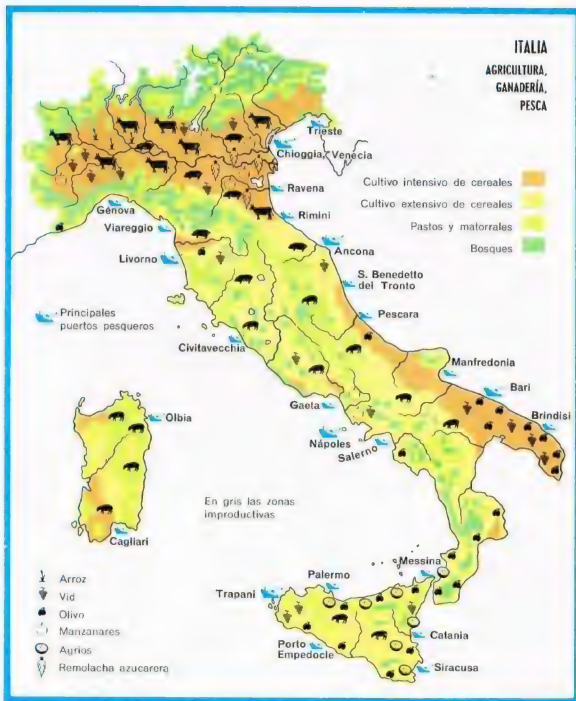 ITALIA
AGRICULTURA,
GANADERÍA,
PESCA
Trieste
Chioggia, Venecia
Cultivo intensivo de cereales
Cultivo extensivo de cereales
Pastos y matorrales
Bosques
Ravena
Rimini
Génova
Viareggio
Livorno
Ancona
S. Benedetto
del Tronto
Pescara
Principales
puertos pesqueros
Civitavecchia
Manfredonia
Bari
Brindisi
Gaeta
Nápoles
Salerno
Olbia
En gris las zonas
improductivas
Cagliari
Messina
Palermo
Trapani
Catania
Porto
Empedocle
Siracusa
Arroz
Vid
Olivo
Manzanares
Agrios
Remolacha azucarera